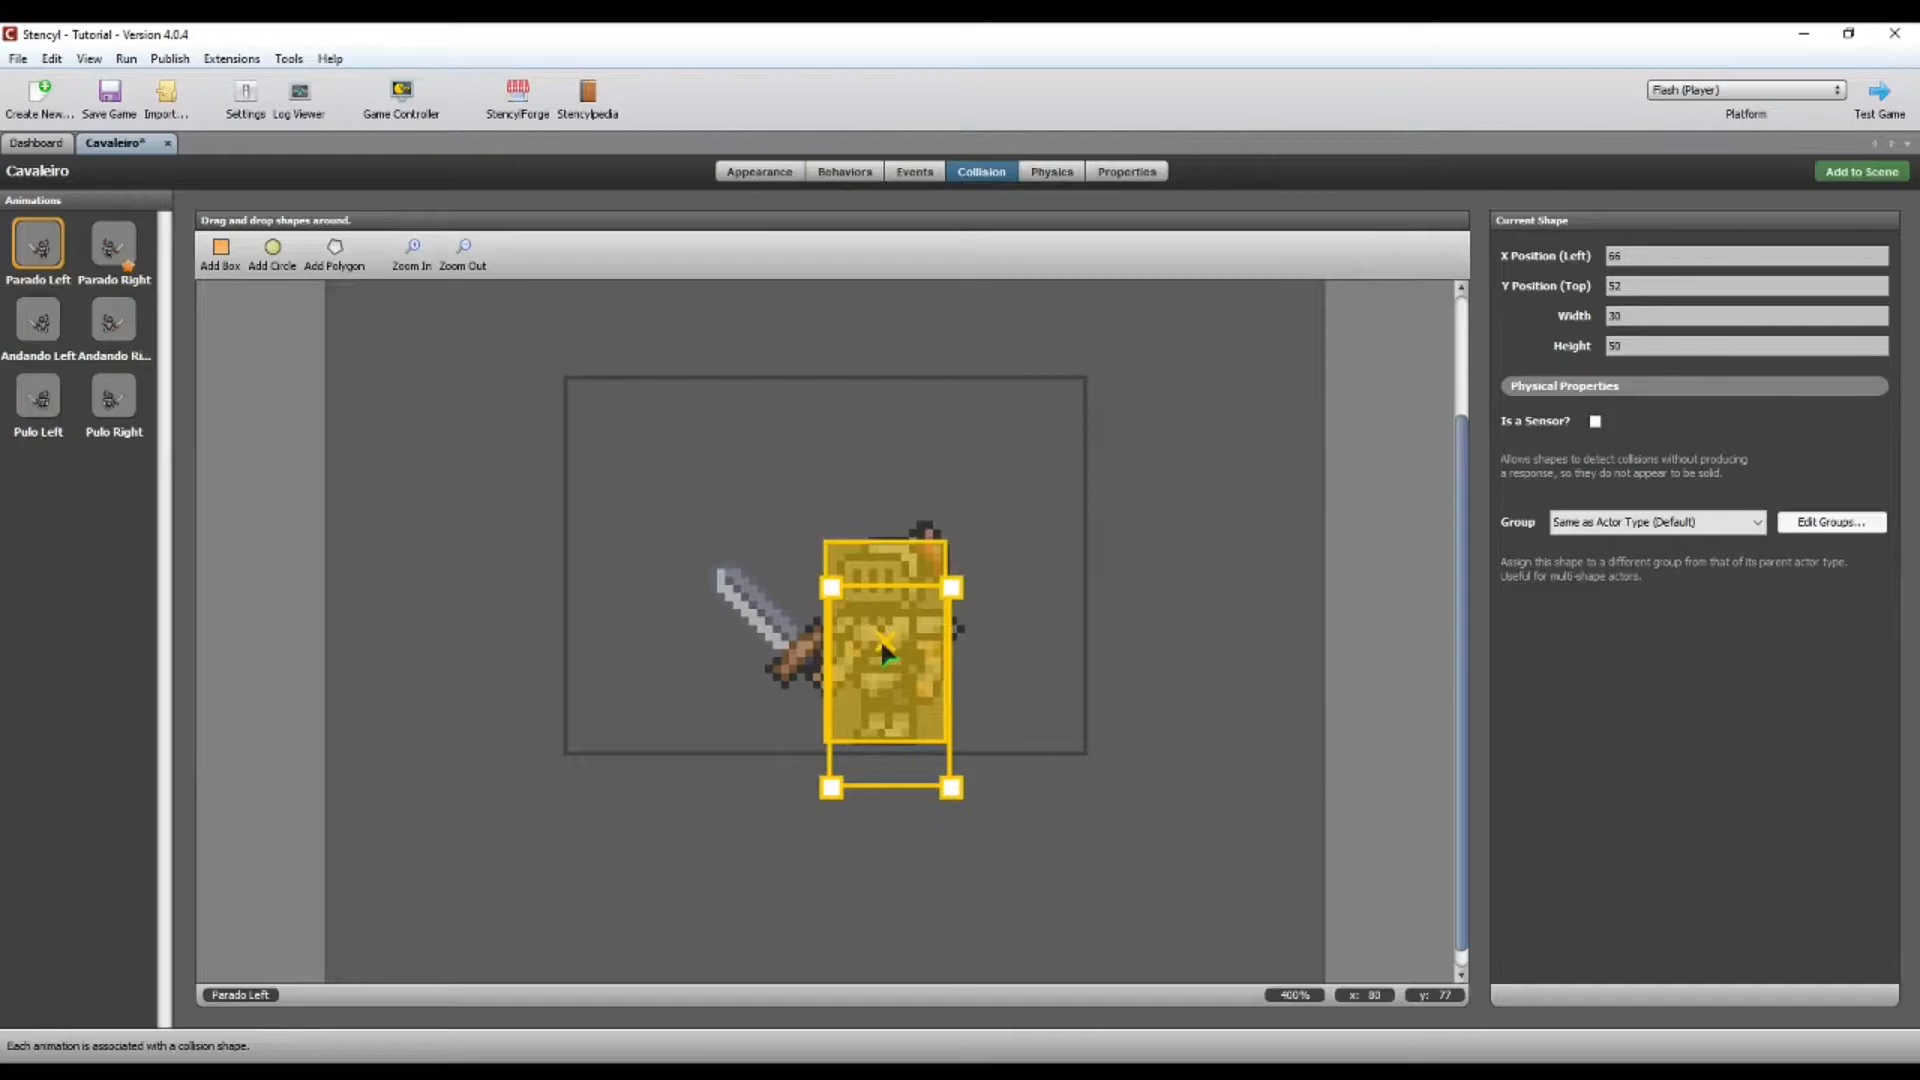 Stencyl - Tutorial - Version 4.0.4
File Edit View Run Publish Extensions Tools Help
Create New... Save Game Import... Settings Log Viewer Game Controller StencylForge Stencylpedia
Flash (Player)
Platform
Test Game
Dashboard Cavaleiro*
Cavaleiro
Appearance Behaviors Events Collision Physics Properties
Add to Scene
Animations
Parado Left Parado Right
Andando Left Andando Ri...
Pulo Left Pulo Right
Drag and drop shapes around.
Add Box Add Circle Add Polygon Zoom In Zoom Out
Parado Left
400% x: 80 y: 77
Current Shape
X Position (Left) 66
Y Position (Top) 52
Width 30
Height 50
Physical Properties
Is a Sensor?
Allows shapes to detect collisions without producing
a response, so they do not appear to be solid.
Group Same as Actor Type (Default) Edit Groups...
Assign this shape to a different group from that of its parent actor type.
Useful for multi-shape actors.
Each animation is associated with a collision shape.